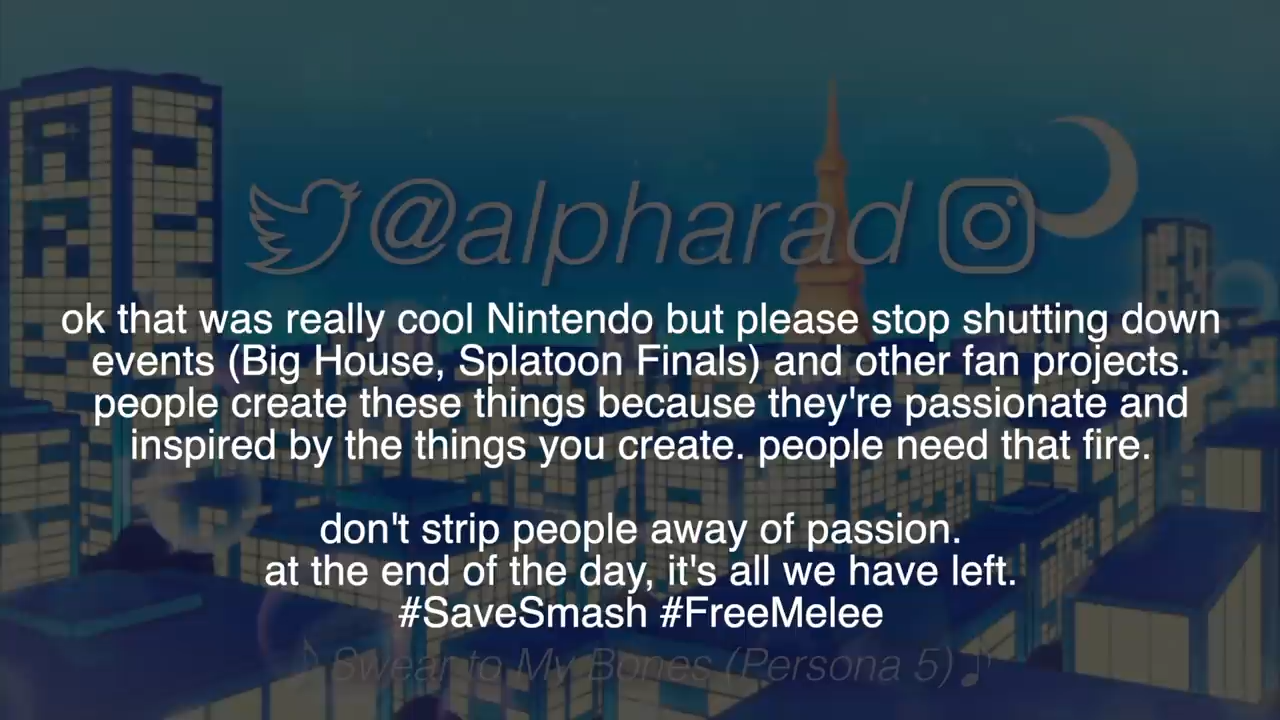 @alpharad
ok that was really cool Nintendo but please stop shutting down
events (Big House, Splatoon Finals) and other fan projects.
people create these things because they're passionate and
inspired by the things you create. people need that fire.
don't strip people away of passion.
at the end of the day, it's all we have left.
#SaveSmash #FreeMelee
♪ Swear to My Bones (Persona 5) ♪